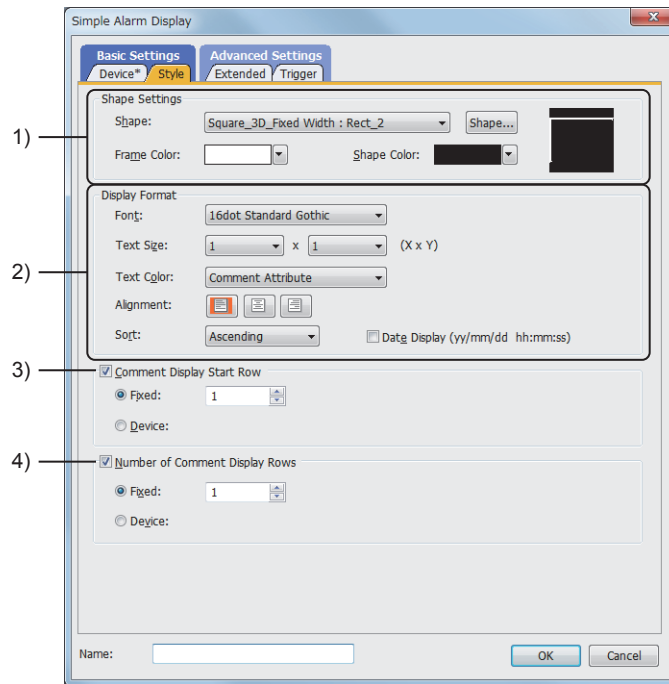 Simple Alarm Display
x
Basic Settings Advanced Settings
Device* Style Extended Trigger
1)
Shape Settings
Shape: Square_3D_Fixed Width : Rect_2 Shape...
Frame Color: Shape Color:
2)
Display Format
Font: 16dot Standard Gothic
Text Size: 1 x 1 (X x Y)
Text Color: Comment Attribute
Alignment:
Sort: Ascending Date Display (yy/mm/dd hh:mm:ss)
3) Comment Display Start Row
Fixed: 1
Device:
4) Number of Comment Display Rows
Fixed: 1
Device:
Name: OK Cancel